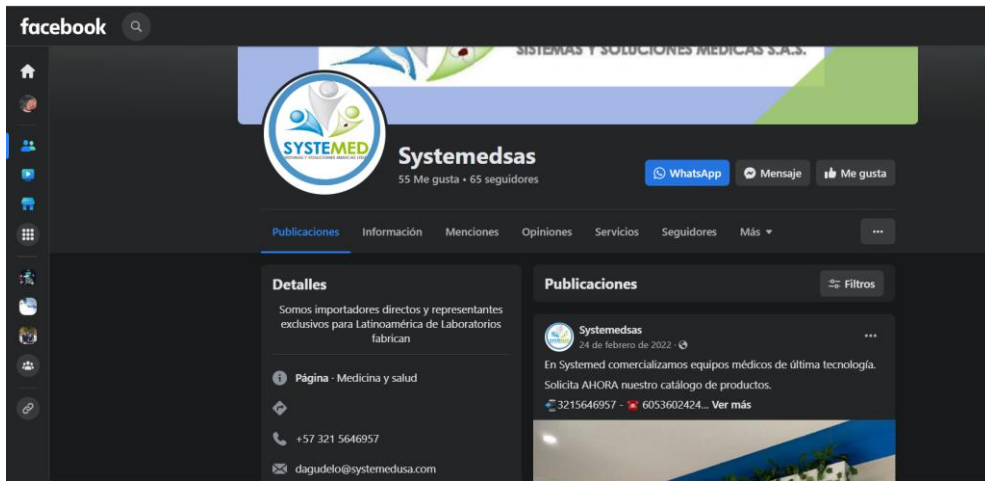 facebook
SISTEMAS Y SOLUCIONES MEDICAS S.A.S.
SYSTEMED
Systemedsas
55 Me gusta • 65 seguidores
WhatsApp
Mensaje
Me gusta
Publicaciones
Información
Menciones
Opiniones
Servicios
Seguidores
Más
Detalles
Somos importadores directos y representantes
exclusivos para Latinoamérica de Laboratorios
fabrican
Página · Medicina y salud
+57 321 5646957
dagudelo@systemedusa.com
Publicaciones
Filtros
Systemedsas
24 de febrero de 2022 ·
En Systemed comercializamos equipos médicos de última tecnología.
Solicita AHORA nuestro catálogo de productos.
3215646957 - 6053602424... Ver más